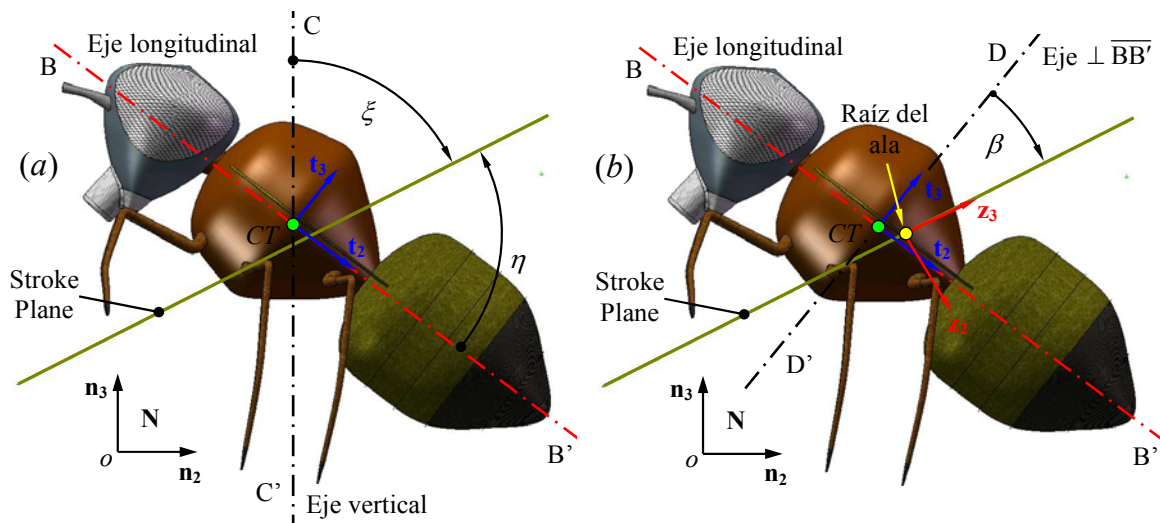 C
Eje longitudinal
B
ξ
(a)
t₃
CT
t₂
η
Stroke
Plane
n₃
N
o
n₂
C’
Eje vertical
B’
D
Eje ⊥ B̅B̅′̅
Eje longitudinal
B
Raíz del
ala
β
(b)
t₃
z₃
CT
t₂
Stroke
Plane
z₂
D’
n₃
N
o
n₂
B’